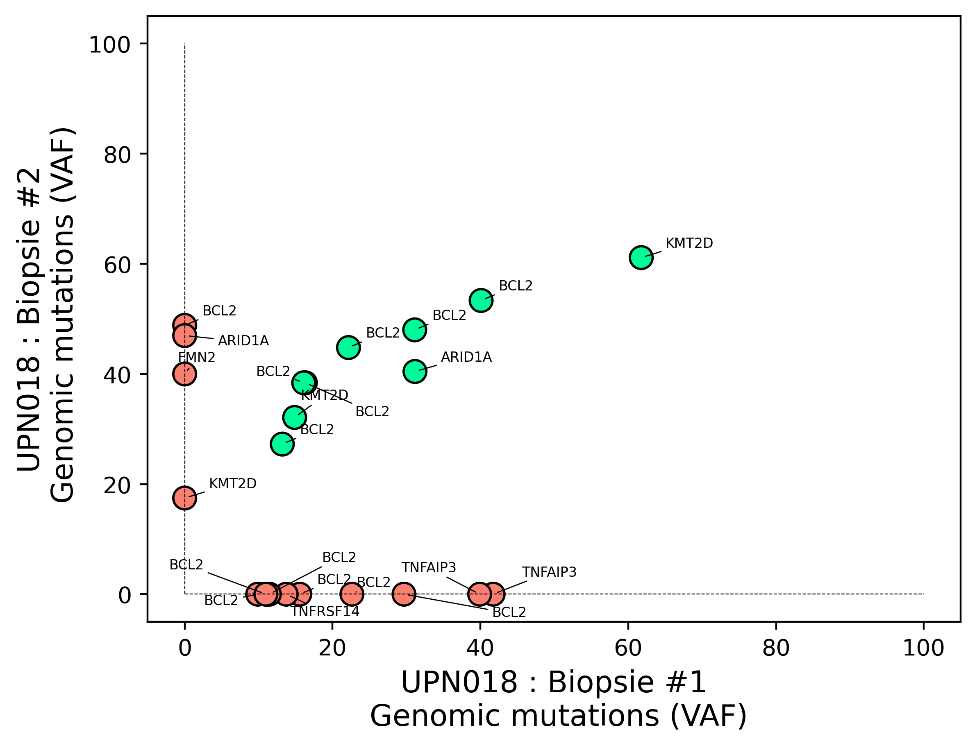 UPN018 : Biopsie #2
Genomic mutations (VAF)
100
80
60
40
20
0
KMT2D
BCL2
BCL2
BCL2
BCL2
ARID1A
ARID1A
EMN2
BCL2
KMT2D
BCL2
BCL2
KMT2D
BCL2
BCL2
TNFAIP3
TNFAIP3
BCL2
BCL2
BCL2
TNFRSF14
BCL2
0
20
40
60
80
100
UPN018 : Biopsie #1
Genomic mutations (VAF)